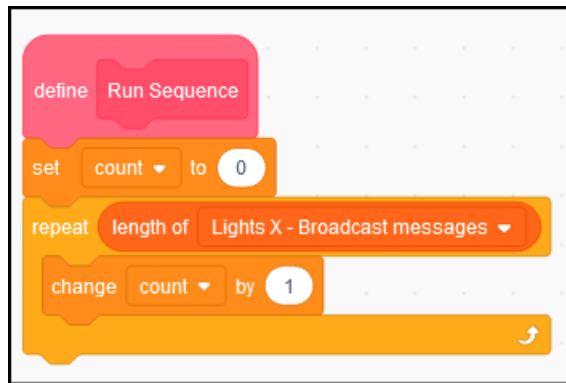 define Run Sequence
set count to 0
repeat length of Lights X - Broadcast messages
change count by 1